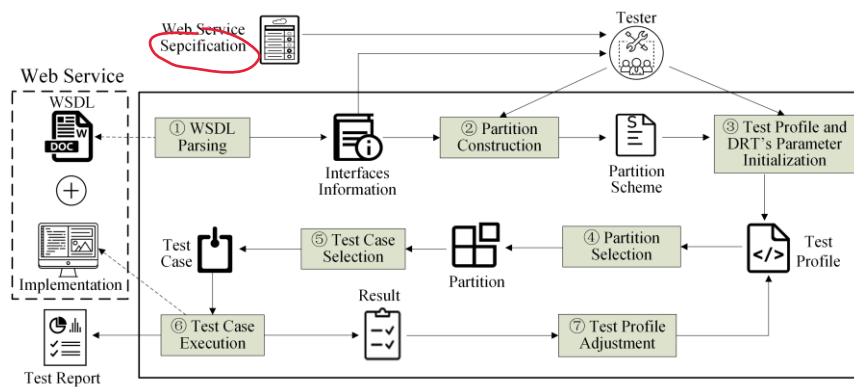 Web Service
Sepcification
Tester
Web Service
WSDL
W
DOC
① WSDL
Parsing
Interfaces
Information
② Partition
Construction
S
Partition
Scheme
③ Test Profile and
DRT's Parameter
Initialization
Implementation
Test
Case
⑤ Test Case
Selection
Partition
④ Partition
Selection
</>
Test
Profile
⑥ Test Case
Execution
Result
⑦ Test Profile
Adjustment
Test Report